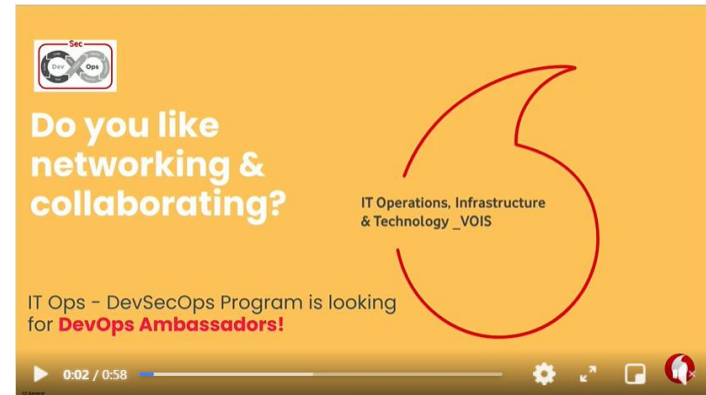 Sec
Dev Ops
Do you like
networking &
collaborating?
IT Operations, Infrastructure
& Technology _VOIS
IT Ops - DevSecOps Program is looking
for DevOps Ambassadors!
0:02 / 0:58